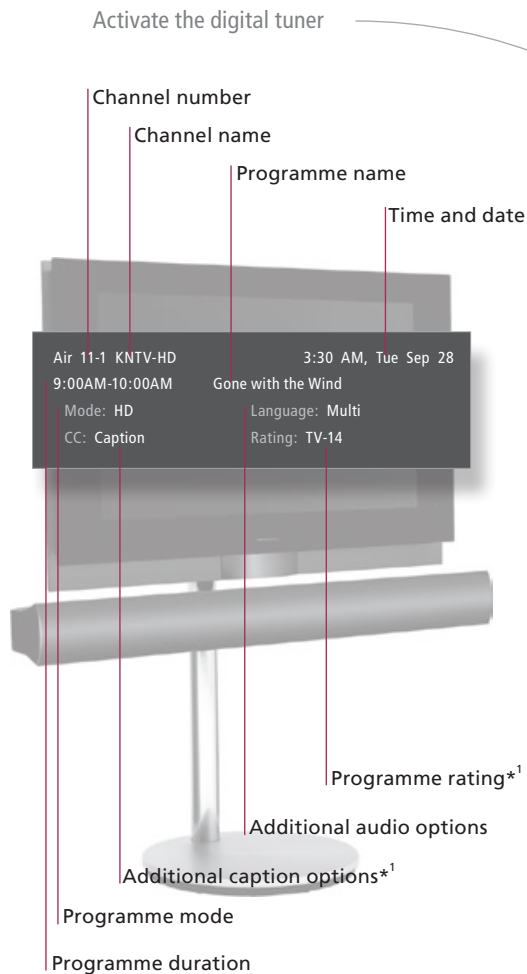 Activate the digital tuner
Channel number
Channel name
Programme name
Time and date
Air 11-1 KNTV-HD 3:30 AM, Tue Sep 28
9:00AM-10:00AM Gone with the Wind
Mode: HD Language: Multi
CC: Caption Rating: TV-14
Programme rating*¹
Additional audio options
Additional caption options*¹
Programme mode
Programme duration